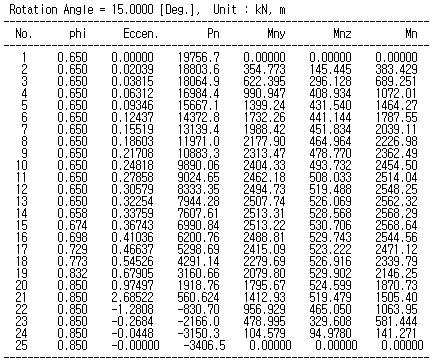 Rotation Angle = 15.0000 [Deg.], Unit : kN, m
No. phi Eccen. Pn Mny Mnz Mn
1 0.650 0.00000 19756.7 0.00000 0.00000 0.00000
2 0.650 0.02039 18803.6 354.773 145.445 383.429
3 0.650 0.03815 18064.9 622.395 296.128 689.251
4 0.650 0.06312 16984.4 990.947 408.934 1072.01
5 0.650 0.09346 15667.1 1399.24 431.540 1464.27
6 0.650 0.12437 14372.8 1732.26 441.144 1787.55
7 0.650 0.15519 13139.4 1988.42 451.834 2039.11
8 0.650 0.18603 11971.0 2177.90 464.964 2226.98
9 0.650 0.21708 10883.3 2313.47 478.770 2362.49
10 0.650 0.24818 9890.06 2404.33 493.732 2454.50
11 0.650 0.27858 9024.65 2462.18 508.033 2514.04
12 0.650 0.30579 8333.35 2494.73 519.488 2548.25
13 0.650 0.32254 7944.28 2507.74 526.069 2562.32
14 0.658 0.33759 7607.61 2513.31 528.568 2568.29
15 0.674 0.36743 6990.84 2513.22 530.706 2568.64
16 0.698 0.41036 6200.76 2488.81 529.743 2544.56
17 0.729 0.46637 5298.69 2415.09 523.222 2471.12
18 0.773 0.54526 4291.14 2279.69 526.916 2339.79
19 0.832 0.67905 3160.66 2079.80 529.902 2146.25
20 0.850 0.97497 1918.76 1795.67 524.599 1870.73
21 0.850 2.68522 560.624 1412.93 519.479 1505.40
22 0.850 -1.2808 -830.70 956.929 465.050 1063.95
23 0.850 -0.2684 -2166.0 478.995 329.608 581.444
24 0.850 -0.0448 -3150.3 104.579 94.9780 141.271
25 0.850 -0.00000 -3406.5 0.00000 0.00000 0.00000